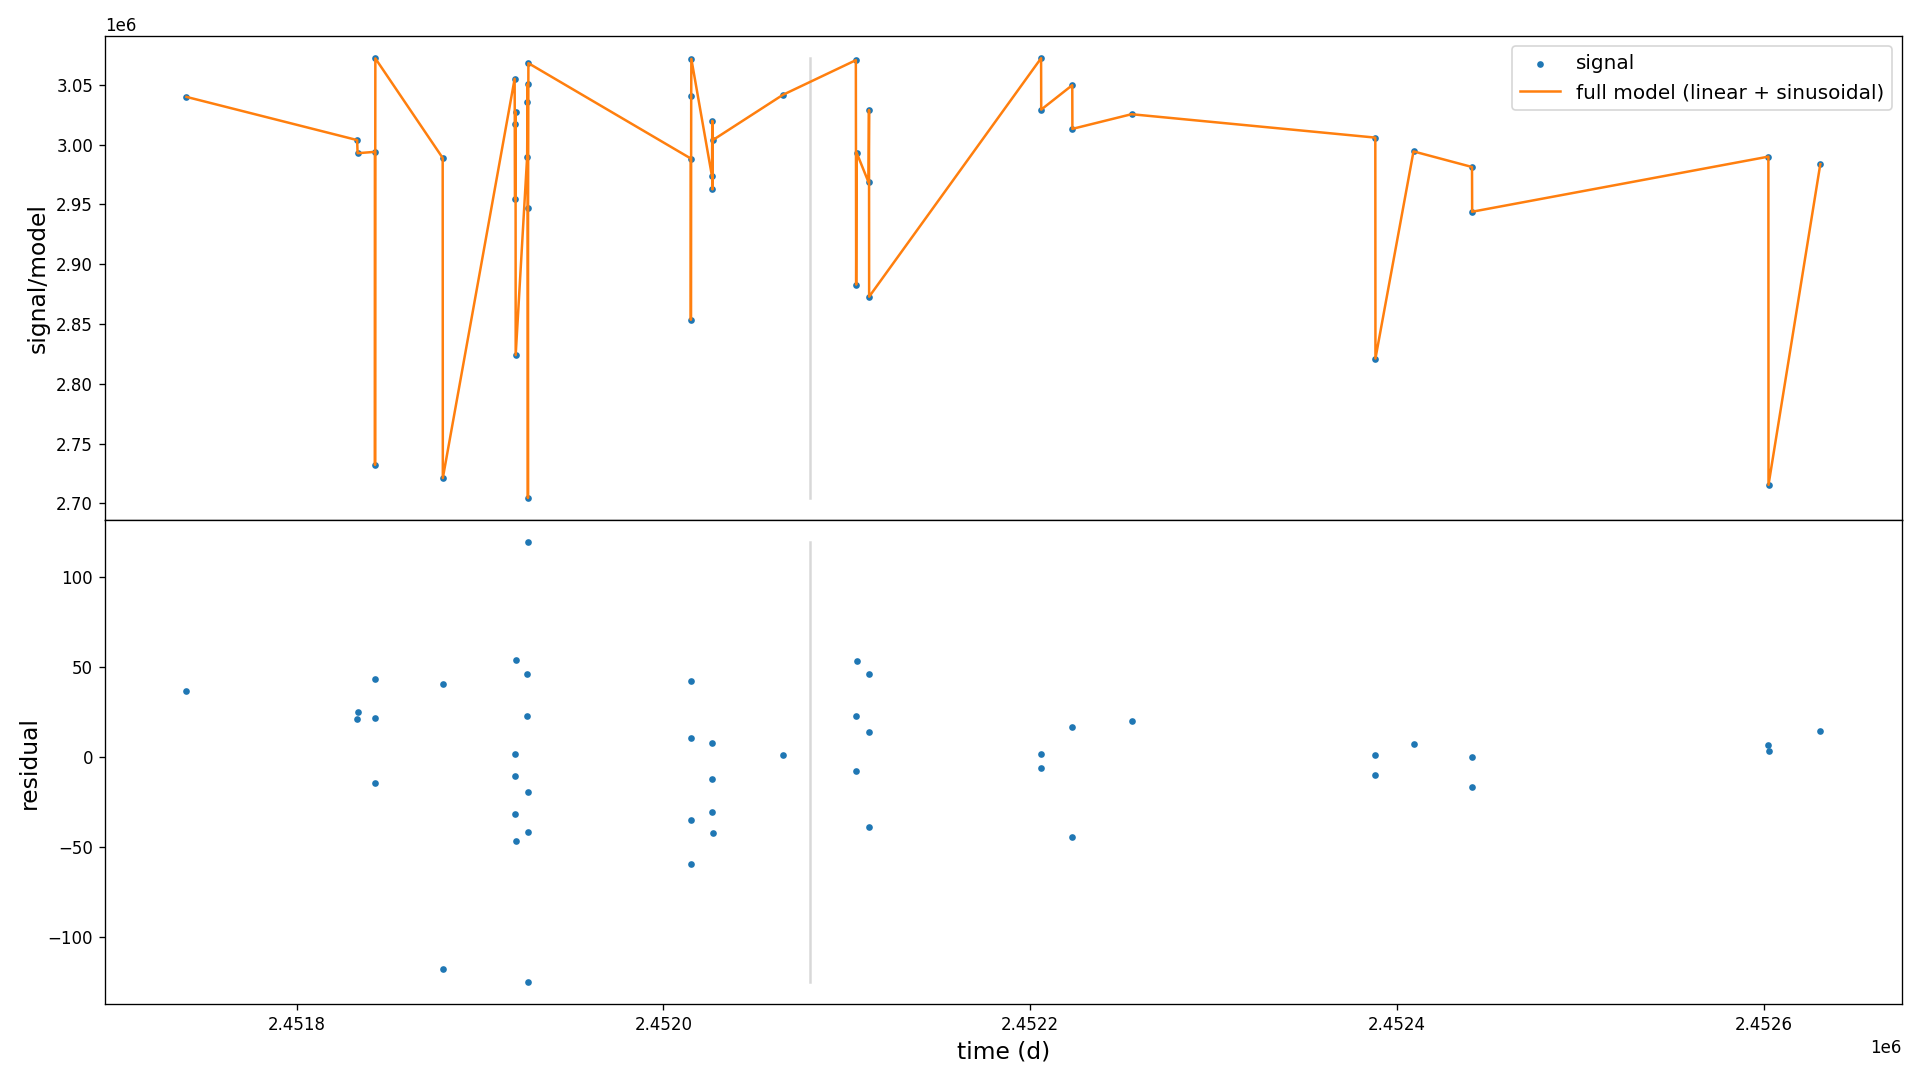 1e6
signal
full model (linear + sinusoidal)
signal/model
3.05
3.00
2.95
2.90
2.85
2.80
2.75
2.70
residual
100
50
0
−50
−100
2.4518
2.4520
2.4522
2.4524
2.4526
1e6
time (d)